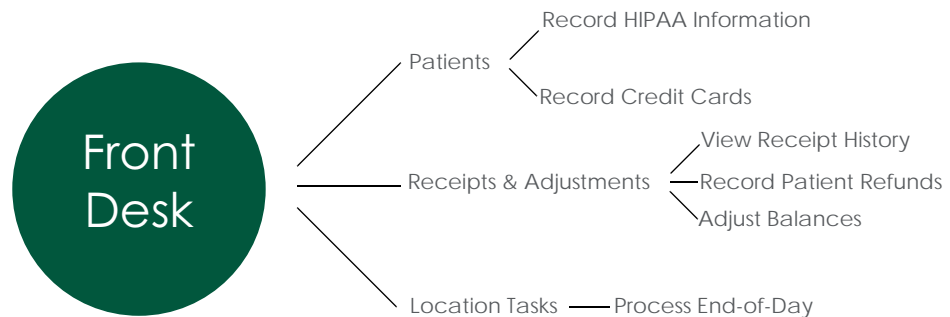 Front
Desk
Patients
Record HIPAA Information
Record Credit Cards
Receipts & Adjustments
View Receipt History
Record Patient Refunds
Adjust Balances
Location Tasks
Process End-of-Day